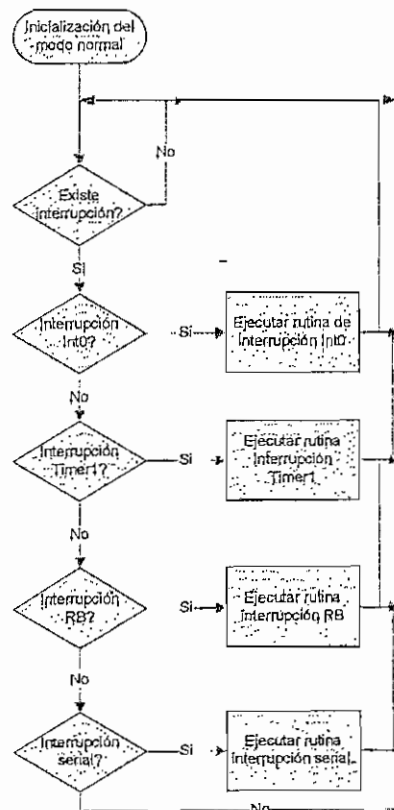 Inicialización del
modo normal
No
Existe
interrupción?
Si
Interrupción
Int0?
Si
Ejecutar rutina de
Interrupción Int0
No
Interrupción
Timer1?
Si
Ejecutar rutina
Interrupción
Timer1
No
Interrupción
RB?
Si
Ejecutar rutina
interrupción RB
No
Interrupción
serial?
Si
Ejecutar rutina
interrupción serial
No